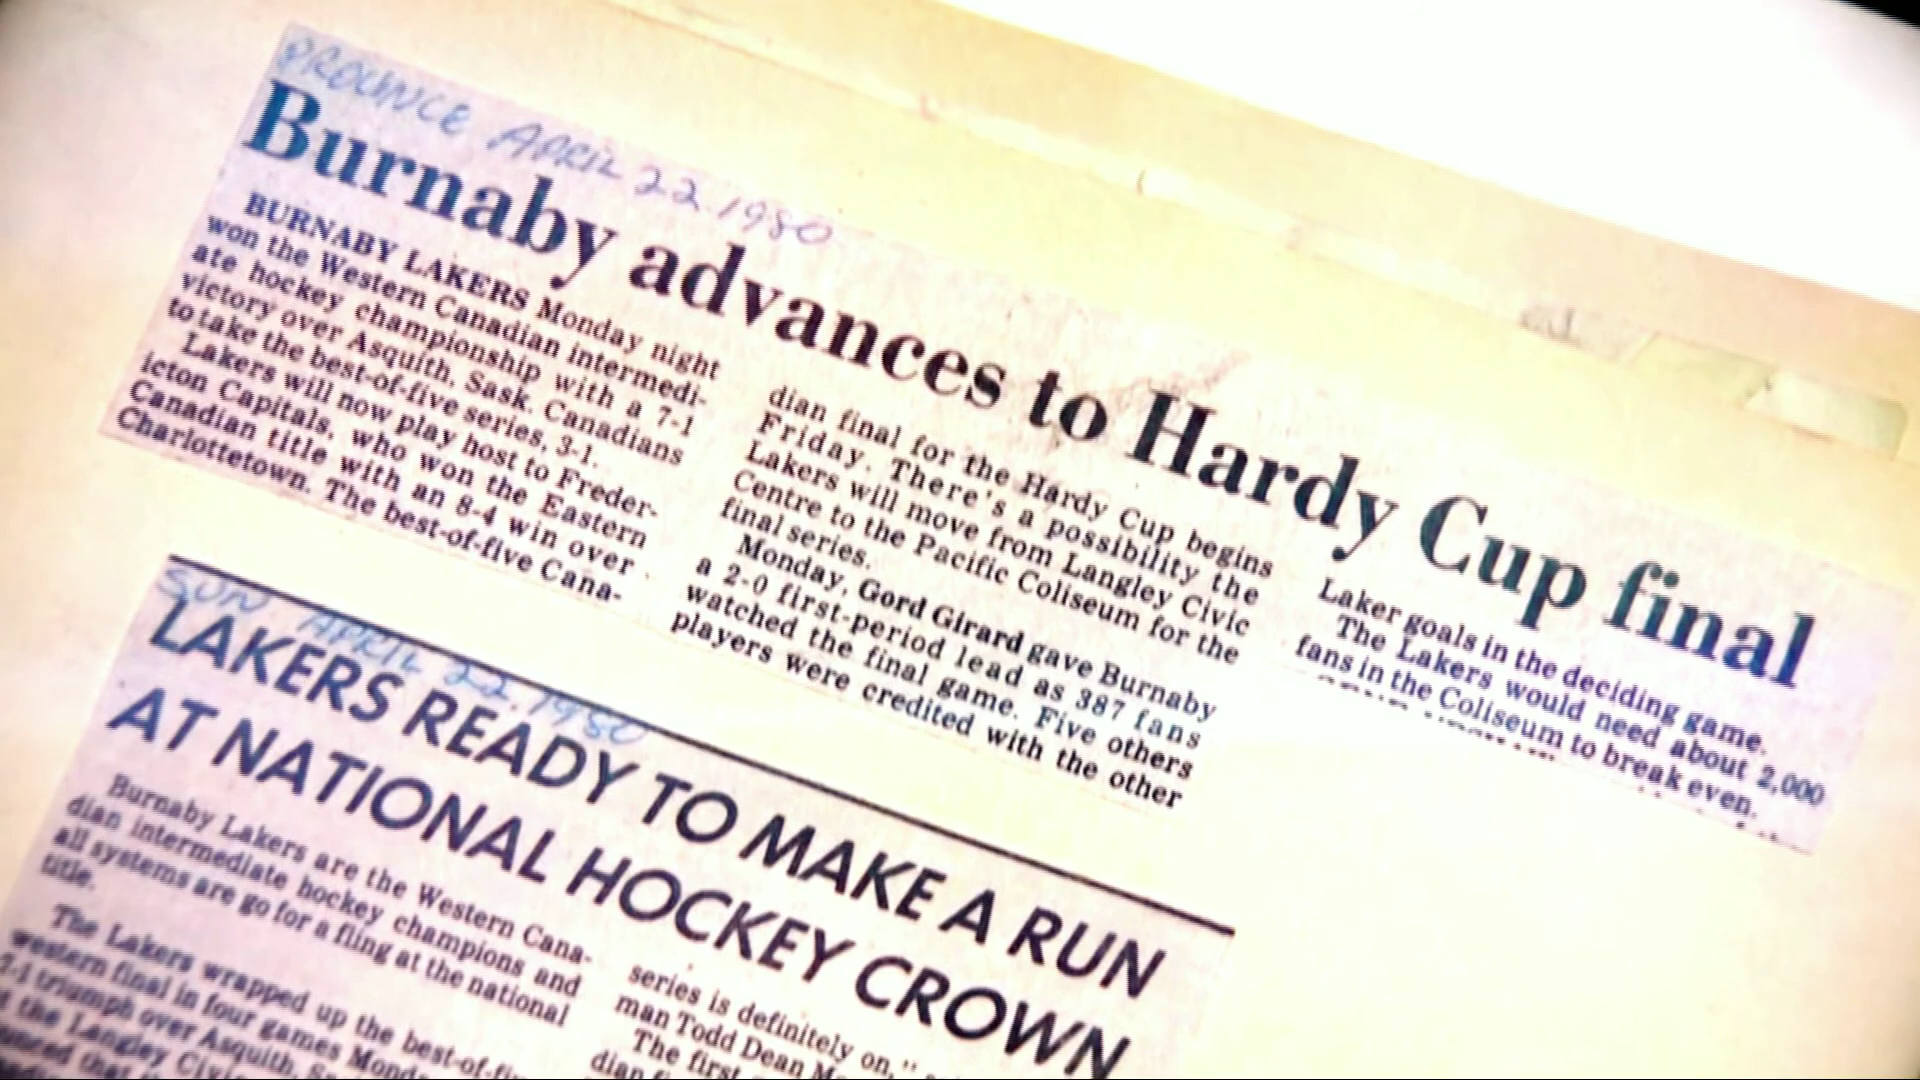 PROVINCE APRIL 22 1980
Burnaby advances to Hardy Cup final
BURNABY LAKERS Monday night
won the Western Canadian intermedi-
ate hockey championship with a 7-1
victory over Asquith, Sask. Canadians
to take the best-of-five series, 3-1.
Lakers will now play host to Freder-
icton Capitals, who won the Eastern
Canadian title with an 8-4 win over
Charlottetown. The best-of-five Cana-
dian final for the Hardy Cup begins
Friday. There's a possibility the
Lakers will move from Langley Civic
Centre to the Pacific Coliseum for the
final series.
Monday, Gord Girard gave Burnaby
a 2-0 first-period lead as 387 fans
watched the final game. Five others
players were credited with the other
Laker goals in the deciding game.
The Lakers would need about 2,000
fans in the Coliseum to break even.
SUN APRIL 22. 1980
LAKERS READY TO MAKE A RUN
AT NATIONAL HOCKEY CROWN
Burnaby Lakers are the Western Cana-
dian intermediate hockey champions and
all systems are go for a fling at the national
title.
The Lakers wrapped up the best-of-
western final in four games
7-1 triumph over Asquith,
the Langley
that
series is definitely on,"
man Todd Dean
The first